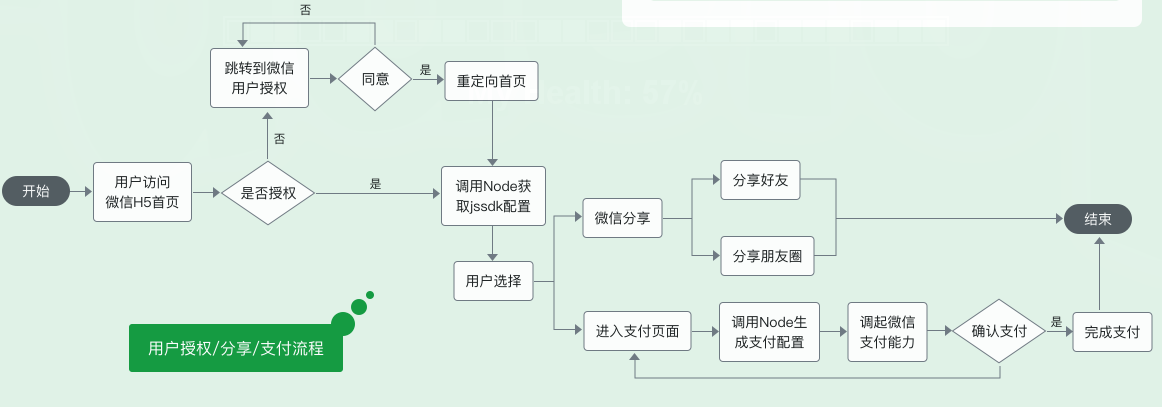 否
跳转到微信
用户授权
同意
是
重定向首页
ealth: 57%
否
开始
用户访问
微信H5首页
是否授权
是
调用Node获
取jssdk配置
分享好友
微信分享
结束
分享朋友圈
用户选择
进入支付页面
调用Node生
成支付配置
调起微信
支付能力
确认支付
是
完成支付
用户授权/分享/支付流程